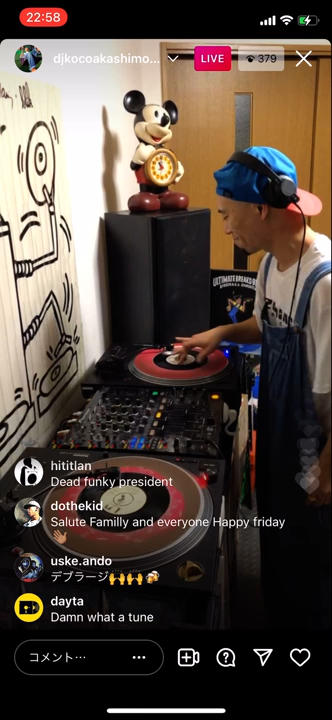 22:58
djkocoakashimo...
LIVE
379
ULTIMATE BREAKS & B
hititlan
Dead funky president
dothekid
Salute Familly and everyone Happy friday
👋🏽
uske.ando
デブラージ🙌🙌🍻
dayta
Damn what a tune
コメント…